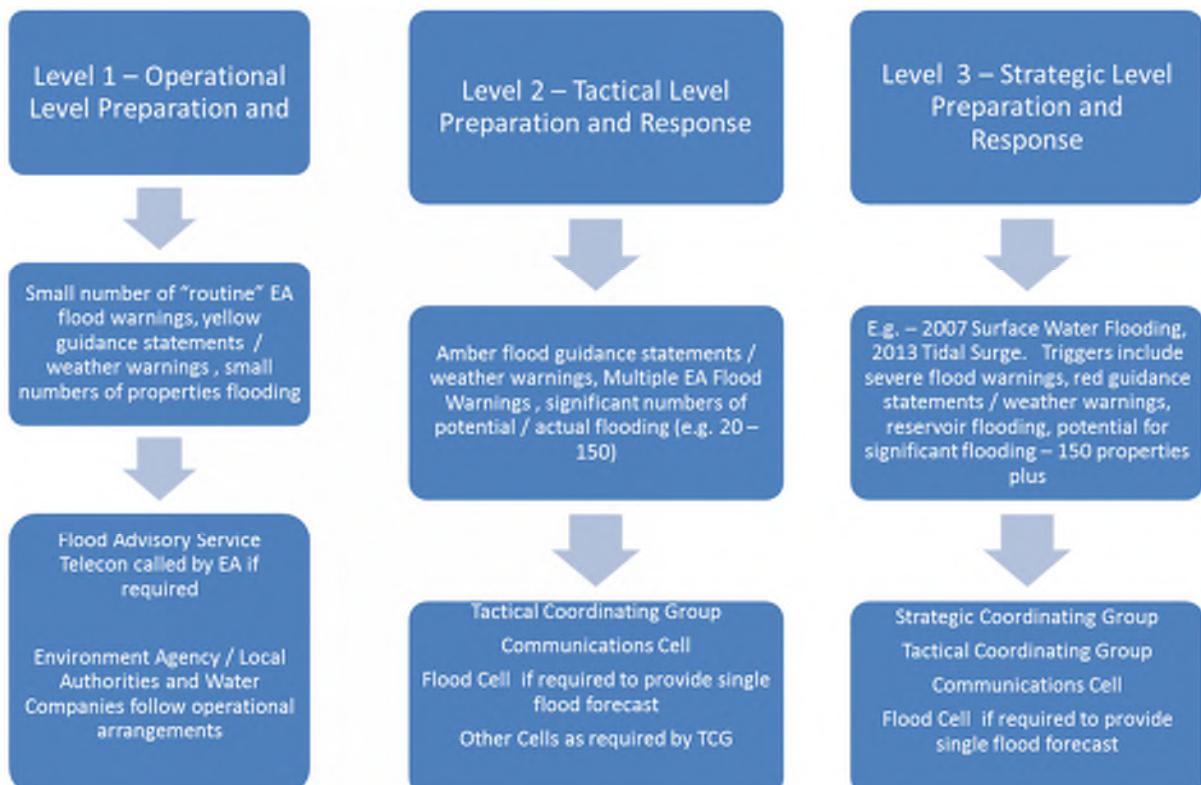 Level 1 – Operational
Level Preparation and
Small number of "routine" EA
flood warnings, yellow
guidance statements /
weather warnings , small
numbers of properties flooding
Flood Advisory Service
Telecon called by EA if
required
Environment Agency / Local
Authorities and Water
Companies follow operational
arrangements
Level 2 – Tactical Level
Preparation and Response
Amber flood guidance statements /
weather warnings, Multiple EA Flood
Warnings , significant numbers of
potential / actual flooding (e.g. 20 –
150)
Tactical Coordinating Group
Communications Cell
Flood Cell if required to provide single
flood forecast
Other Cells as required by TCG
Level 3 – Strategic Level
Preparation and
Response
E.g. – 2007 Surface Water Flooding,
2013 Tidal Surge. Triggers include
severe flood warnings, red guidance
statements / weather warnings,
reservoir flooding, potential for
significant flooding – 150 properties
plus
Strategic Coordinating Group
Tactical Coordinating Group
Communications Cell
Flood Cell if required to provide
single flood forecast